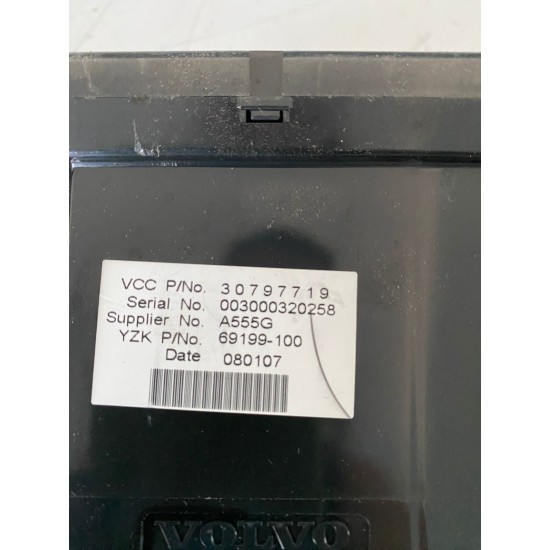 VCC P/No. 30797719
Serial No. 003000320258
Supplier No. A555G
YZK P/No. 69199-100
Date 080107
VOLVO